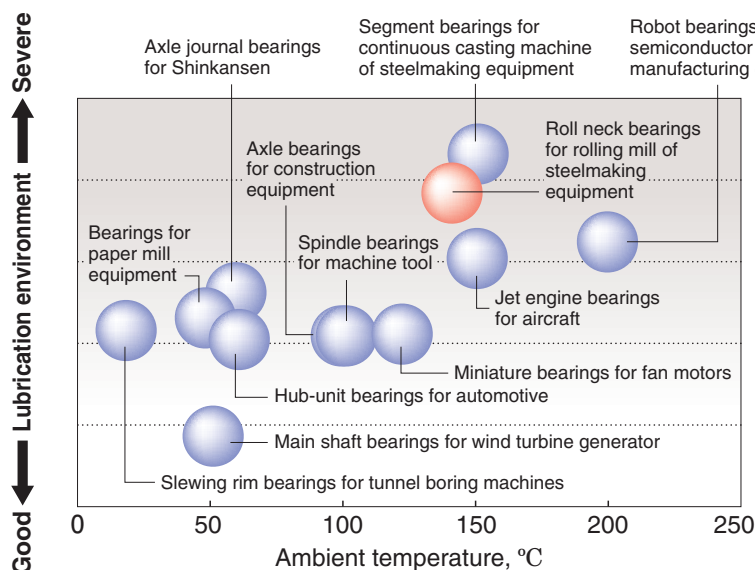 Axle journal bearings
for Shinkansen
Segment bearings for
continuous casting machine
of steelmaking equipment
Robot bearings
semiconductor
manufacturing
Axle bearings
for construction
equipment
Roll neck bearings
for rolling mill of
steelmaking
equipment
Bearings for
paper mill
equipment
Spindle bearings
for machine tool
Jet engine bearings
for aircraft
Miniature bearings for fan motors
Hub-unit bearings for automotive
Main shaft bearings for wind turbine generator
Slewing rim bearings for tunnel boring machines
Good Lubrication environment Severe
0 50 100 150 200 250
Ambient temperature, ℃